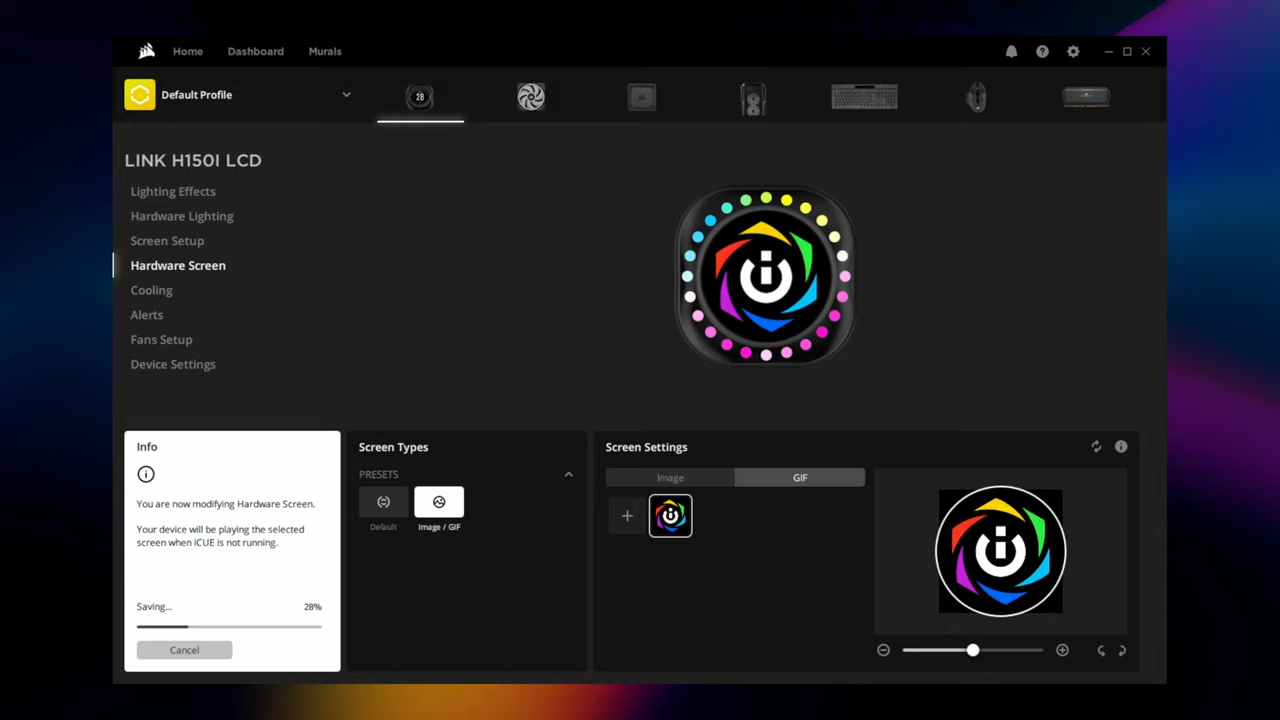 Home
Dashboard
Murals
Default Profile
28
LINK H150I LCD
Lighting Effects
Hardware Lighting
Screen Setup
Hardware Screen
Cooling
Alerts
Fans Setup
Device Settings
Info
You are now modifying Hardware Screen.
Your device will be playing the selected
screen when iCUE is not running.
Saving...
28%
Cancel
Screen Types
PRESETS
Default
Image / GIF
Screen Settings
Image
GIF